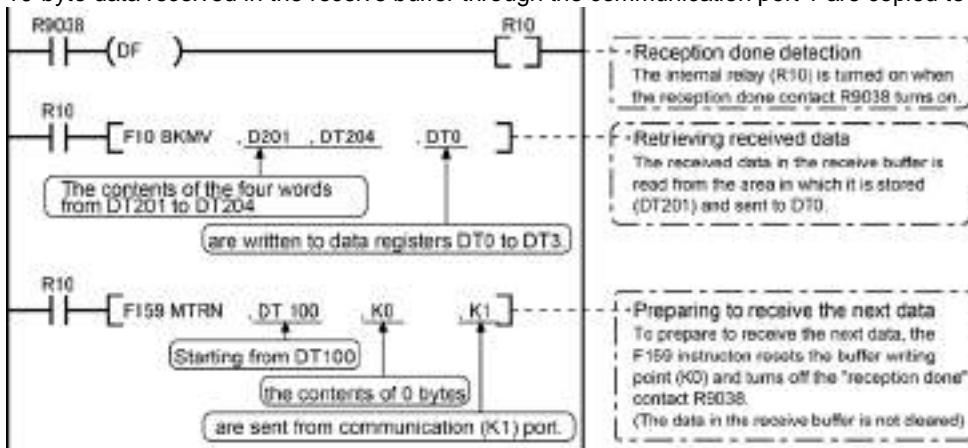 10-byte data received in the receive buffer through the communication port 1 are copied to
R9038
(DF )
R10
Reception done detection
The internal relay (R10) is turned on when
the reception done contact R9038 turns on.
R10
F10 BKMV , D201 , DT204 , DT0
Retrieving received data
The received data in the receive buffer is
read from the area in which it is stored
(DT201) and sent to DT0.
The contents of the four words
from DT201 to DT204
are written to data registers DT0 to DT3.
R10
F159 MTRN , DT 100 , K0 , K1
Preparing to receive the next data
To prepare to receive the next data, the
F159 instruction resets the buffer writing
point (K0) and turns off the "reception done"
contact R9038.
(The data in the receive buffer is not cleared)
Starting from DT100
the contents of 0 bytes
are sent from communication (K1) port.